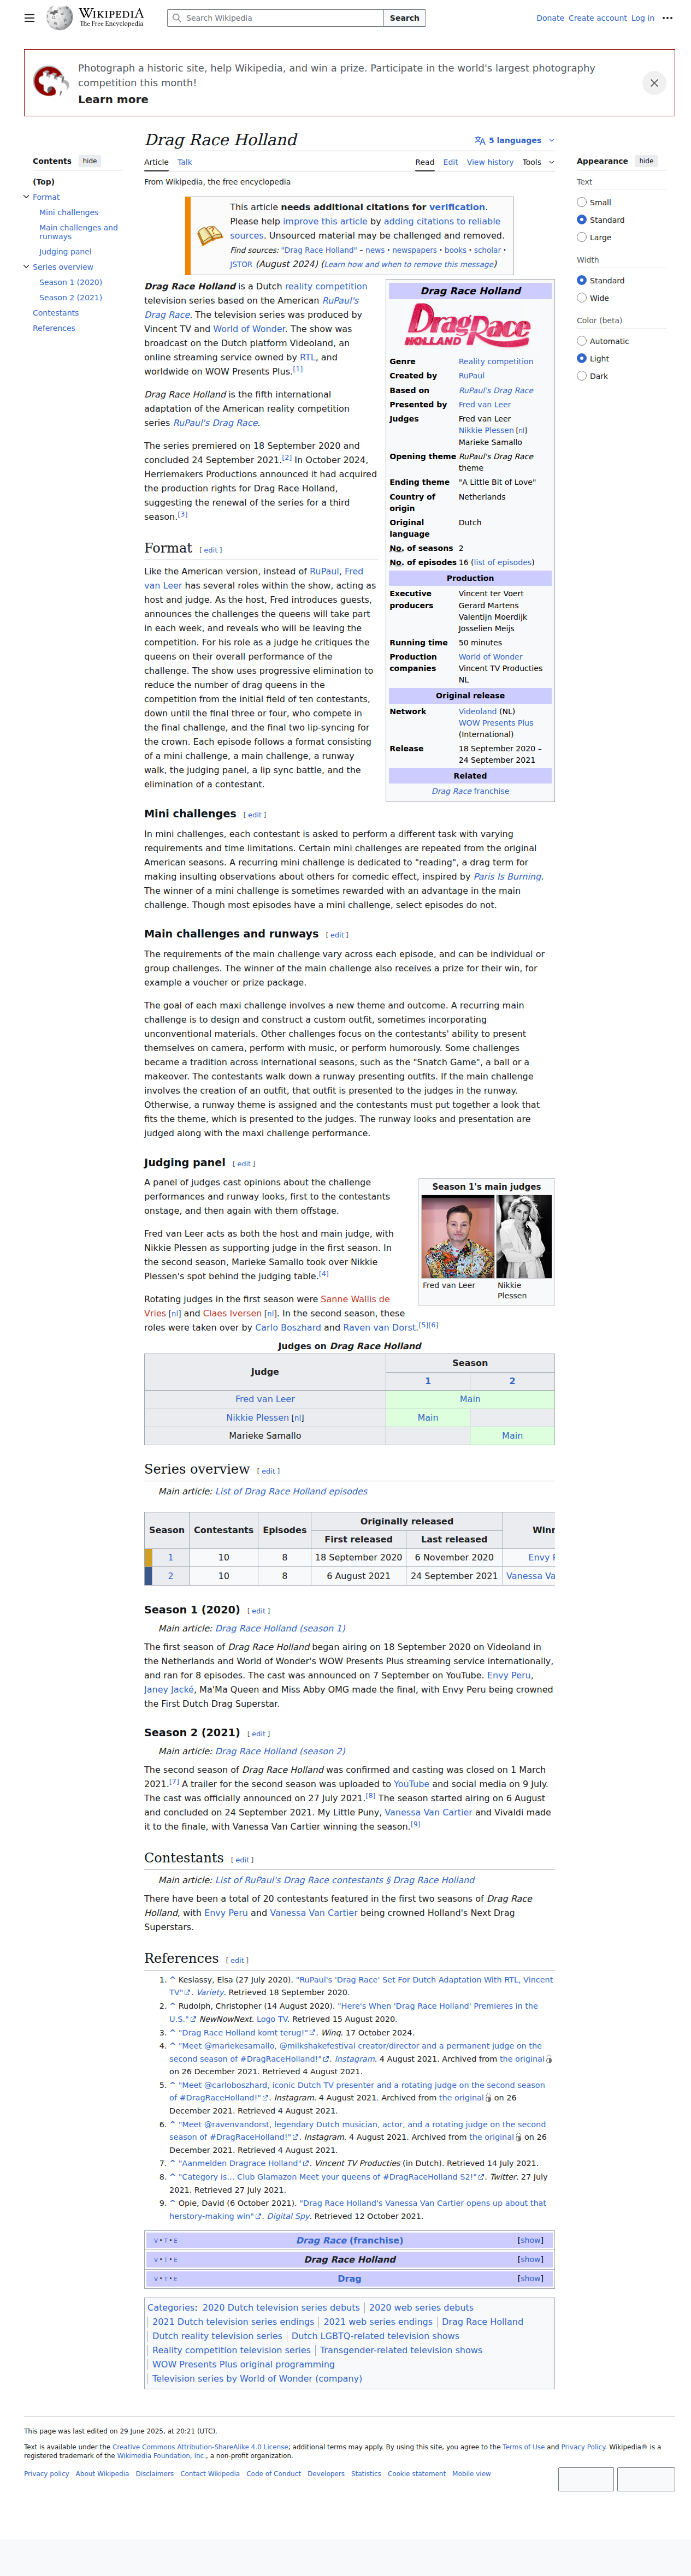 WIKIPEDIA
The Free Encyclopedia
Search Wikipedia
Search
Donate Create account Log in
Photograph a historic site, help Wikipedia, and win a prize. Participate in the world's largest photography
competition this month!
Learn more
Contents hide
(Top)
Format
Mini challenges
Main challenges and
runways
Judging panel
Series overview
Season 1 (2020)
Season 2 (2021)
Contestants
References
Drag Race Holland
5 languages
Article Talk
Read Edit View history Tools
From Wikipedia, the free encyclopedia
Appearance hide
Text
Small
Standard
Large
Width
Standard
Wide
Color (beta)
Automatic
Light
Dark
This article needs additional citations for verification.
Please help improve this article by adding citations to reliable
sources. Unsourced material may be challenged and removed.
Find sources: "Drag Race Holland" – news · newspapers · books · scholar ·
JSTOR (August 2024) (Learn how and when to remove this message)
Drag Race Holland is a Dutch reality competition
television series based on the American RuPaul's
Drag Race. The television series was produced by
Vincent TV and World of Wonder. The show was
broadcast on the Dutch platform Videoland, an
online streaming service owned by RTL, and
worldwide on WOW Presents Plus.[1]
Drag Race Holland is the fifth international
adaptation of the American reality competition
series RuPaul's Drag Race.
The series premiered on 18 September 2020 and
concluded 24 September 2021.[2] In October 2024,
Herriemakers Productions announced it had acquired
the production rights for Drag Race Holland,
suggesting the renewal of the series for a third
season.[3]
Drag Race Holland
DragRace
HOLLAND
Genre Reality competition
Created by RuPaul
Based on RuPaul's Drag Race
Presented by Fred van Leer
Judges Fred van Leer
Nikkie Plessen [nl]
Marieke Samallo
Opening theme RuPaul's Drag Race
theme
Ending theme "A Little Bit of Love"
Country of
origin Netherlands
Original
language Dutch
No. of seasons 2
No. of episodes 16 (list of episodes)
Production
Executive
producers Vincent ter Voert
Gerard Martens
Valentijn Moerdijk
Josselien Meijs
Running time 50 minutes
Production
companies World of Wonder
Vincent TV Producties
NL
Original release
Network Videoland (NL)
WOW Presents Plus
(International)
Release 18 September 2020 –
24 September 2021
Related
Drag Race franchise
Format [ edit ]
Like the American version, instead of RuPaul, Fred
van Leer has several roles within the show, acting as
host and judge. As the host, Fred introduces guests,
announces the challenges the queens will take part
in each week, and reveals who will be leaving the
competition. For his role as a judge he critiques the
queens on their overall performance of the
challenge. The show uses progressive elimination to
reduce the number of drag queens in the
competition from the initial field of ten contestants,
down until the final three or four, who compete in
the final challenge, and the final two lip-syncing for
the crown. Each episode follows a format consisting
of a mini challenge, a main challenge, a runway
walk, the judging panel, a lip sync battle, and the
elimination of a contestant.
Mini challenges [ edit ]
In mini challenges, each contestant is asked to perform a different task with varying
requirements and time limitations. Certain mini challenges are repeated from the original
American seasons. A recurring mini challenge is dedicated to "reading", a drag term for
making insulting observations about others for comedic effect, inspired by Paris Is Burning.
The winner of a mini challenge is sometimes rewarded with an advantage in the main
challenge. Though most episodes have a mini challenge, select episodes do not.
Main challenges and runways [ edit ]
The requirements of the main challenge vary across each episode, and can be individual or
group challenges. The winner of the main challenge also receives a prize for their win, for
example a voucher or prize package.
The goal of each maxi challenge involves a new theme and outcome. A recurring main
challenge is to design and construct a custom outfit, sometimes incorporating
unconventional materials. Other challenges focus on the contestants' ability to present
themselves on camera, perform with music, or perform humorously. Some challenges
became a tradition across international seasons, such as the "Snatch Game", a ball or a
makeover. The contestants walk down a runway presenting outfits. If the main challenge
involves the creation of an outfit, that outfit is presented to the judges in the runway.
Otherwise, a runway theme is assigned and the contestants must put together a look that
fits the theme, which is presented to the judges. The runway looks and presentation are
judged along with the maxi challenge performance.
Judging panel [ edit ]
A panel of judges cast opinions about the challenge
performances and runway looks, first to the contestants
onstage, and then again with them offstage.
Fred van Leer acts as both the host and main judge, with
Nikkie Plessen as supporting judge in the first season. In
the second season, Marieke Samallo took over Nikkie
Plessen's spot behind the judging table.[4]
Rotating judges in the first season were Sanne Wallis de
Vries [nl] and Claes Iversen [nl]. In the second season, these
roles were taken over by Carlo Boszhard and Raven van Dorst.[5][6]
Season 1's main judges
Fred van Leer
Nikkie
Plessen
Judges on Drag Race Holland
Judge Season
1 2
Fred van Leer Main
Nikkie Plessen [nl] Main
Marieke Samallo Main
Series overview [ edit ]
Main article: List of Drag Race Holland episodes
Season Contestants Episodes Originally released Winn
First released Last released
1 10 8 18 September 2020 6 November 2020 Envy P
2 10 8 6 August 2021 24 September 2021 Vanessa Va
Season 1 (2020) [ edit ]
Main article: Drag Race Holland (season 1)
The first season of Drag Race Holland began airing on 18 September 2020 on Videoland in
the Netherlands and World of Wonder's WOW Presents Plus streaming service internationally,
and ran for 8 episodes. The cast was announced on 7 September on YouTube. Envy Peru,
Janey Jacké, Ma'Ma Queen and Miss Abby OMG made the final, with Envy Peru being crowned
the First Dutch Drag Superstar.
Season 2 (2021) [ edit ]
Main article: Drag Race Holland (season 2)
The second season of Drag Race Holland was confirmed and casting was closed on 1 March
2021.[7] A trailer for the second season was uploaded to YouTube and social media on 9 July.
The cast was officially announced on 27 July 2021.[8] The season started airing on 6 August
and concluded on 24 September 2021. My Little Puny, Vanessa Van Cartier and Vivaldi made
it to the finale, with Vanessa Van Cartier winning the season.[9]
Contestants [ edit ]
Main article: List of RuPaul's Drag Race contestants § Drag Race Holland
There have been a total of 20 contestants featured in the first two seasons of Drag Race
Holland, with Envy Peru and Vanessa Van Cartier being crowned Holland's Next Drag
Superstars.
References [ edit ]
1. ^ Keslassy, Elsa (27 July 2020). "RuPaul's 'Drag Race' Set For Dutch Adaptation With RTL, Vincent
TV". Variety. Retrieved 18 September 2020.
2. ^ Rudolph, Christopher (14 August 2020). "Here's When 'Drag Race Holland' Premieres in the
U.S." NewNowNext. Logo TV. Retrieved 15 August 2020.
3. ^ "Drag Race Holland komt terug!". Winq. 17 October 2024.
4. ^ "Meet @mariekesamallo, @milkshakefestival creator/director and a permanent judge on the
second season of #DragRaceHolland!". Instagram. 4 August 2021. Archived from the original
on 26 December 2021. Retrieved 4 August 2021.
5. ^ "Meet @carloboszhard, iconic Dutch TV presenter and a rotating judge on the second season
of #DragRaceHolland!". Instagram. 4 August 2021. Archived from the original on 26
December 2021. Retrieved 4 August 2021.
6. ^ "Meet @ravenvandorst, legendary Dutch musician, actor, and a rotating judge on the second
season of #DragRaceHolland!". Instagram. 4 August 2021. Archived from the original on 26
December 2021. Retrieved 4 August 2021.
7. ^ "Aanmelden Dragrace Holland". Vincent TV Producties (in Dutch). Retrieved 14 July 2021.
8. ^ "Category is... Club Glamazon Meet your queens of #DragRaceHolland S2!". Twitter. 27 July
2021. Retrieved 27 July 2021.
9. ^ Opie, David (6 October 2021). "Drag Race Holland's Vanessa Van Cartier opens up about that
herstory-making win". Digital Spy. Retrieved 12 October 2021.
V · T · E Drag Race (franchise) [show]
V · T · E Drag Race Holland [show]
V · T · E Drag [show]
Categories: 2020 Dutch television series debuts | 2020 web series debuts
2021 Dutch television series endings | 2021 web series endings | Drag Race Holland
Dutch reality television series | Dutch LGBTQ-related television shows
Reality competition television series | Transgender-related television shows
WOW Presents Plus original programming
Television series by World of Wonder (company)
This page was last edited on 29 June 2025, at 20:21 (UTC).
Text is available under the Creative Commons Attribution-ShareAlike 4.0 License; additional terms may apply. By using this site, you agree to the Terms of Use and Privacy Policy. Wikipedia® is a
registered trademark of the Wikimedia Foundation, Inc., a non-profit organization.
Privacy policy About Wikipedia Disclaimers Contact Wikipedia Code of Conduct Developers Statistics Cookie statement Mobile view